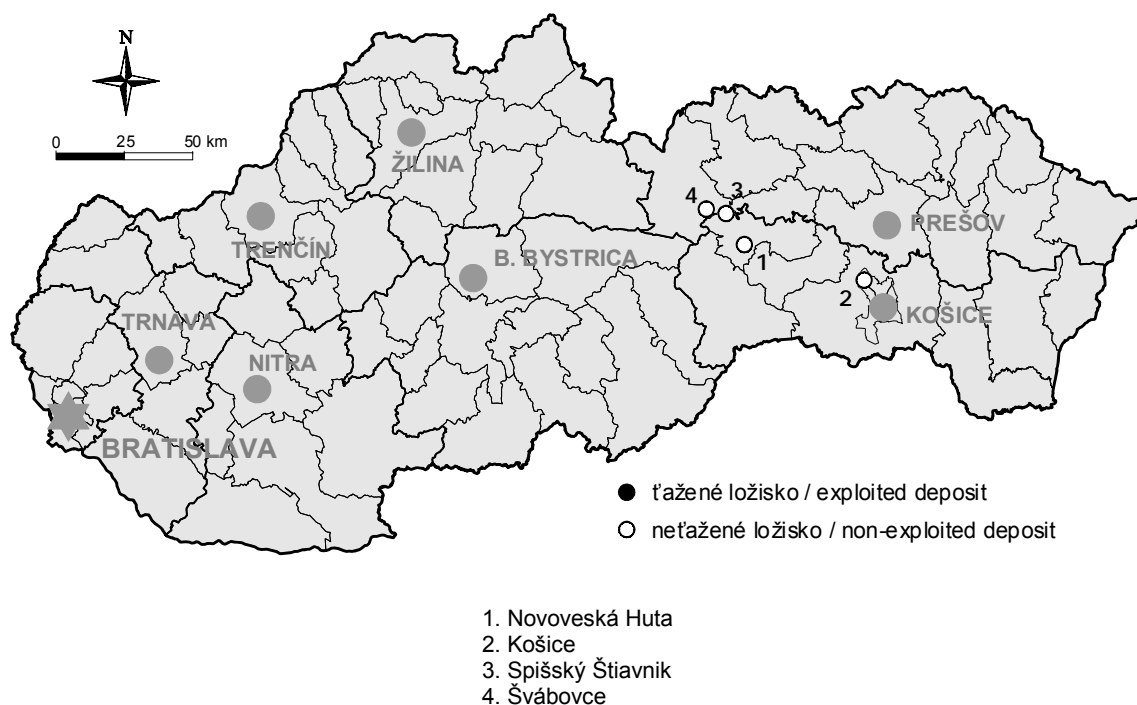 N
0 25 50 km
ŽILINA
TRENČÍN
B. BYSTRICA
4
3
1
2
PREŠOV
KOŠICE
TRNAVA
NITRA
BRATISLAVA
ťažené ložisko / exploited deposit
neťažené ložisko / non-exploited deposit
1. Novoveská Huta
2. Košice
3. Spišský Štiavnik
4. Švábovce